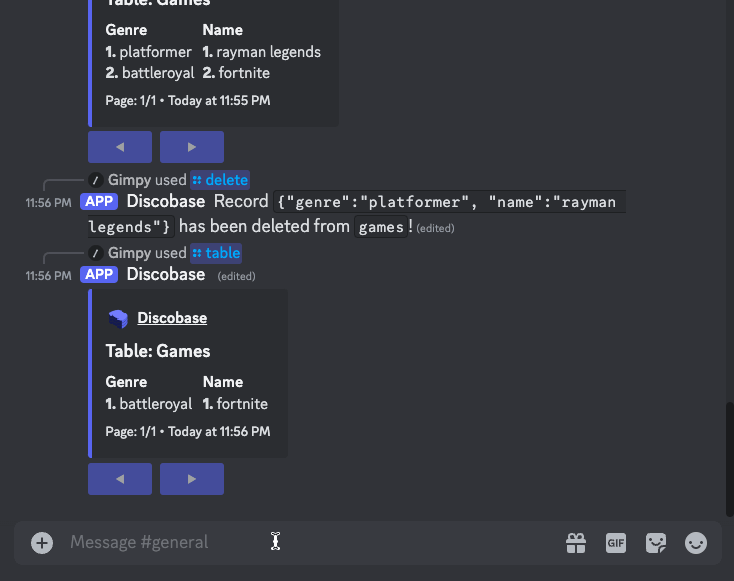 Table: Games
Genre Name
1. platformer 1. rayman legends
2. battleroyal 2. fortnite
Page: 1/1 • Today at 11:55 PM
◄ ►
/ Gimpy used delete
11:56 PM APP Discobase Record {"genre":"platformer", "name":"rayman
legends"} has been deleted from games! (edited)
/ Gimpy used table
11:56 PM APP Discobase (edited)
Discobase
Table: Games
Genre Name
1. battleroyal 1. fortnite
Page: 1/1 • Today at 11:56 PM
◄ ►
Message #general GIF